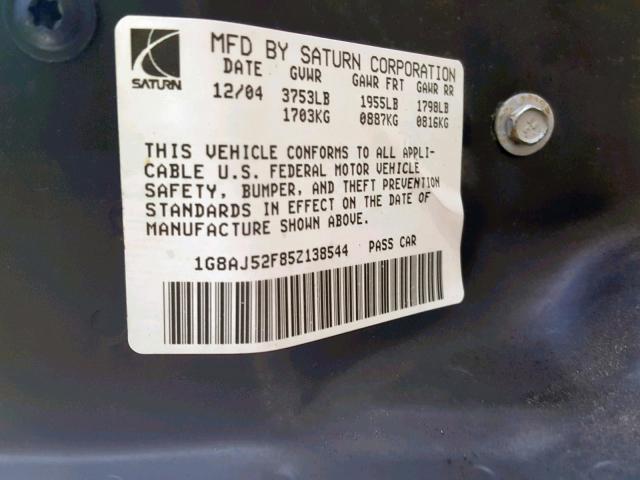 SATURN
MFD BY SATURN CORPORATION
DATE GVWR GAWR FRT GAWR RR
12/04 3753LB 1955LB 1798LB
1703KG 0887KG 0816KG
THIS VEHICLE CONFORMS TO ALL APPLI-
CABLE U.S. FEDERAL MOTOR VEHICLE
SAFETY, BUMPER, AND THEFT PREVENTION
STANDARDS IN EFFECT ON THE DATE OF
MANUFACTURE SHOWN ABOVE.
1G8AJ52F85Z138544 PASS CAR